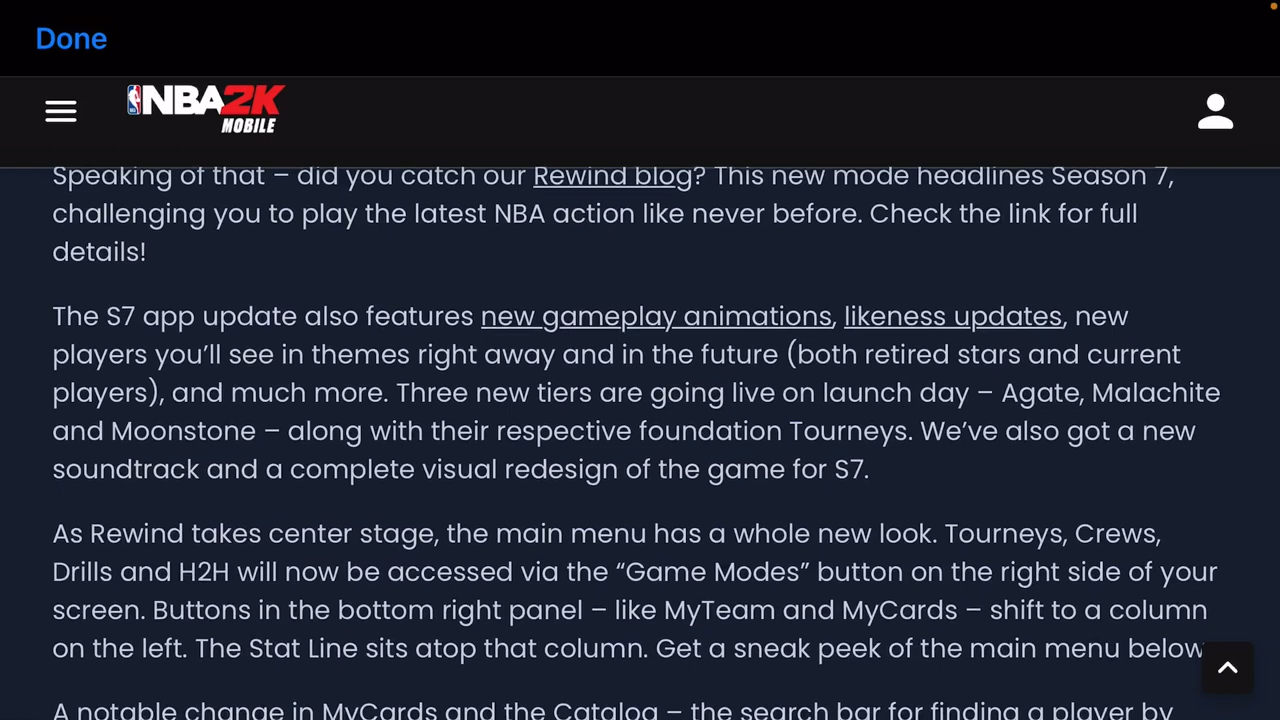 Done
NBA2K
MOBILE
Speaking of that – did you catch our Rewind blog? This new mode headlines Season 7,
challenging you to play the latest NBA action like never before. Check the link for full
details!
The S7 app update also features new gameplay animations, likeness updates, new
players you’ll see in themes right away and in the future (both retired stars and current
players), and much more. Three new tiers are going live on launch day – Agate, Malachite
and Moonstone – along with their respective foundation Tourneys. We’ve also got a new
soundtrack and a complete visual redesign of the game for S7.
As Rewind takes center stage, the main menu has a whole new look. Tourneys, Crews,
Drills and H2H will now be accessed via the “Game Modes” button on the right side of your
screen. Buttons in the bottom right panel – like MyTeam and MyCards – shift to a column
on the left. The Stat Line sits atop that column. Get a sneak peek of the main menu below
A notable change in MyCards and the Catalog – the search bar for finding a player by